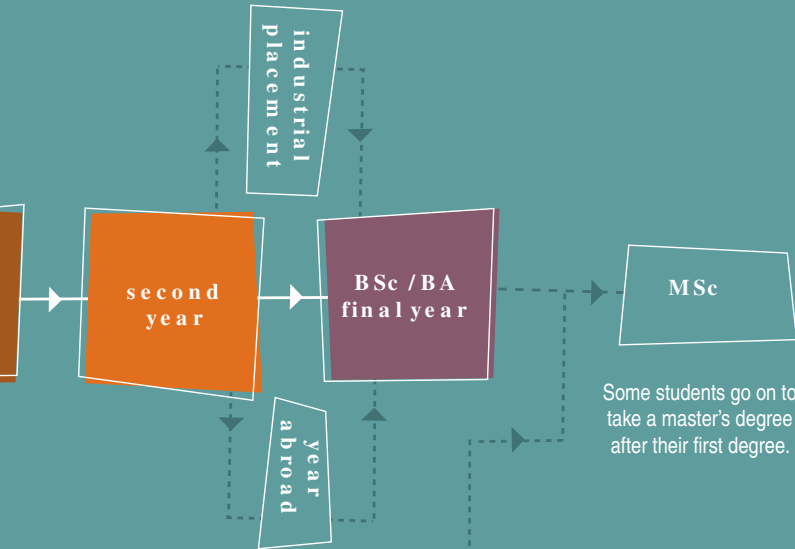 industrial
placement
second
year
BSc / BA
final year
MSc
Some students go on to
take a master's degree
after their first degree.
year
abroad